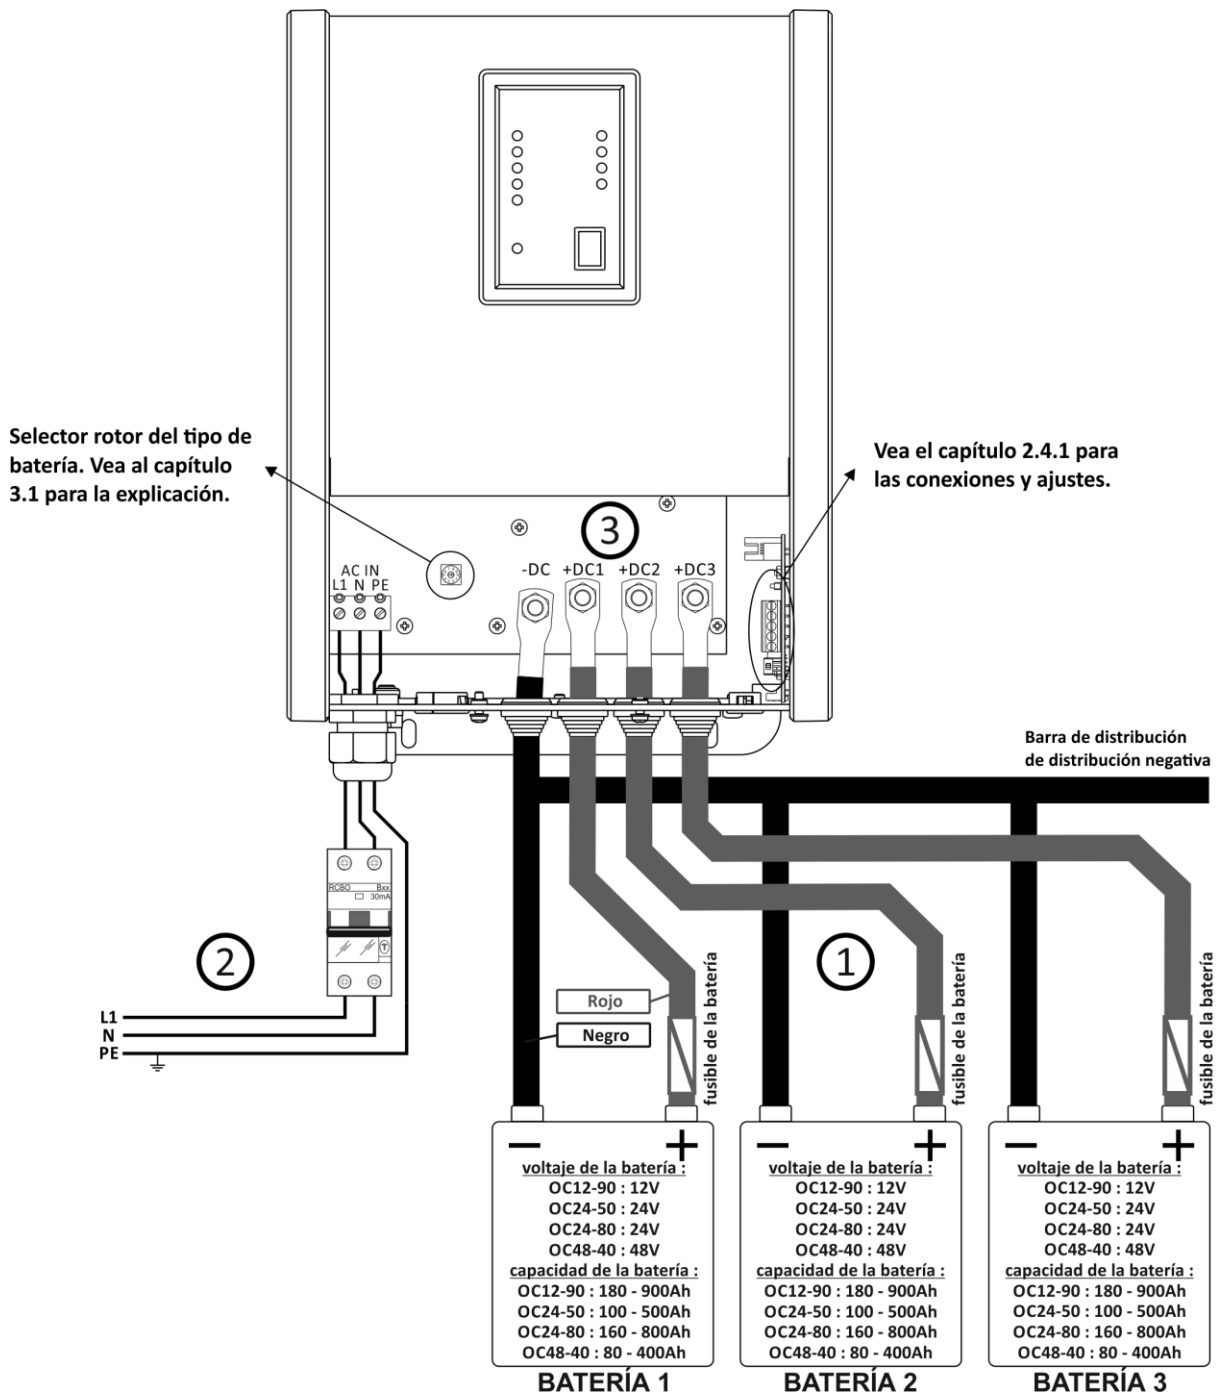 Selector rotor del tipo de
batería. Vea al capítulo
3.1 para la explicación.
Vea el capítulo 2.4.1 para
las conexiones y ajustes.
3
AC IN
L1 N PE
-DC +DC1 +DC2 +DC3
Barra de distribución
de distribución negativa
RCBO Bxx
30mA
T
2
1
L1
N
PE
Rojo
Negro
fusible de la batería
fusible de la batería
fusible de la batería
voltaje de la batería :
OC12-90 : 12V
OC24-50 : 24V
OC24-80 : 24V
OC48-40 : 48V
capacidad de la batería :
OC12-90 : 180 - 900Ah
OC24-50 : 100 - 500Ah
OC24-80 : 160 - 800Ah
OC48-40 : 80 - 400Ah
BATERÍA 1
voltaje de la batería :
OC12-90 : 12V
OC24-50 : 24V
OC24-80 : 24V
OC48-40 : 48V
capacidad de la batería :
OC12-90 : 180 - 900Ah
OC24-50 : 100 - 500Ah
OC24-80 : 160 - 800Ah
OC48-40 : 80 - 400Ah
BATERÍA 2
voltaje de la batería :
OC12-90 : 12V
OC24-50 : 24V
OC24-80 : 24V
OC48-40 : 48V
capacidad de la batería :
OC12-90 : 180 - 900Ah
OC24-50 : 100 - 500Ah
OC24-80 : 160 - 800Ah
OC48-40 : 80 - 400Ah
BATERÍA 3